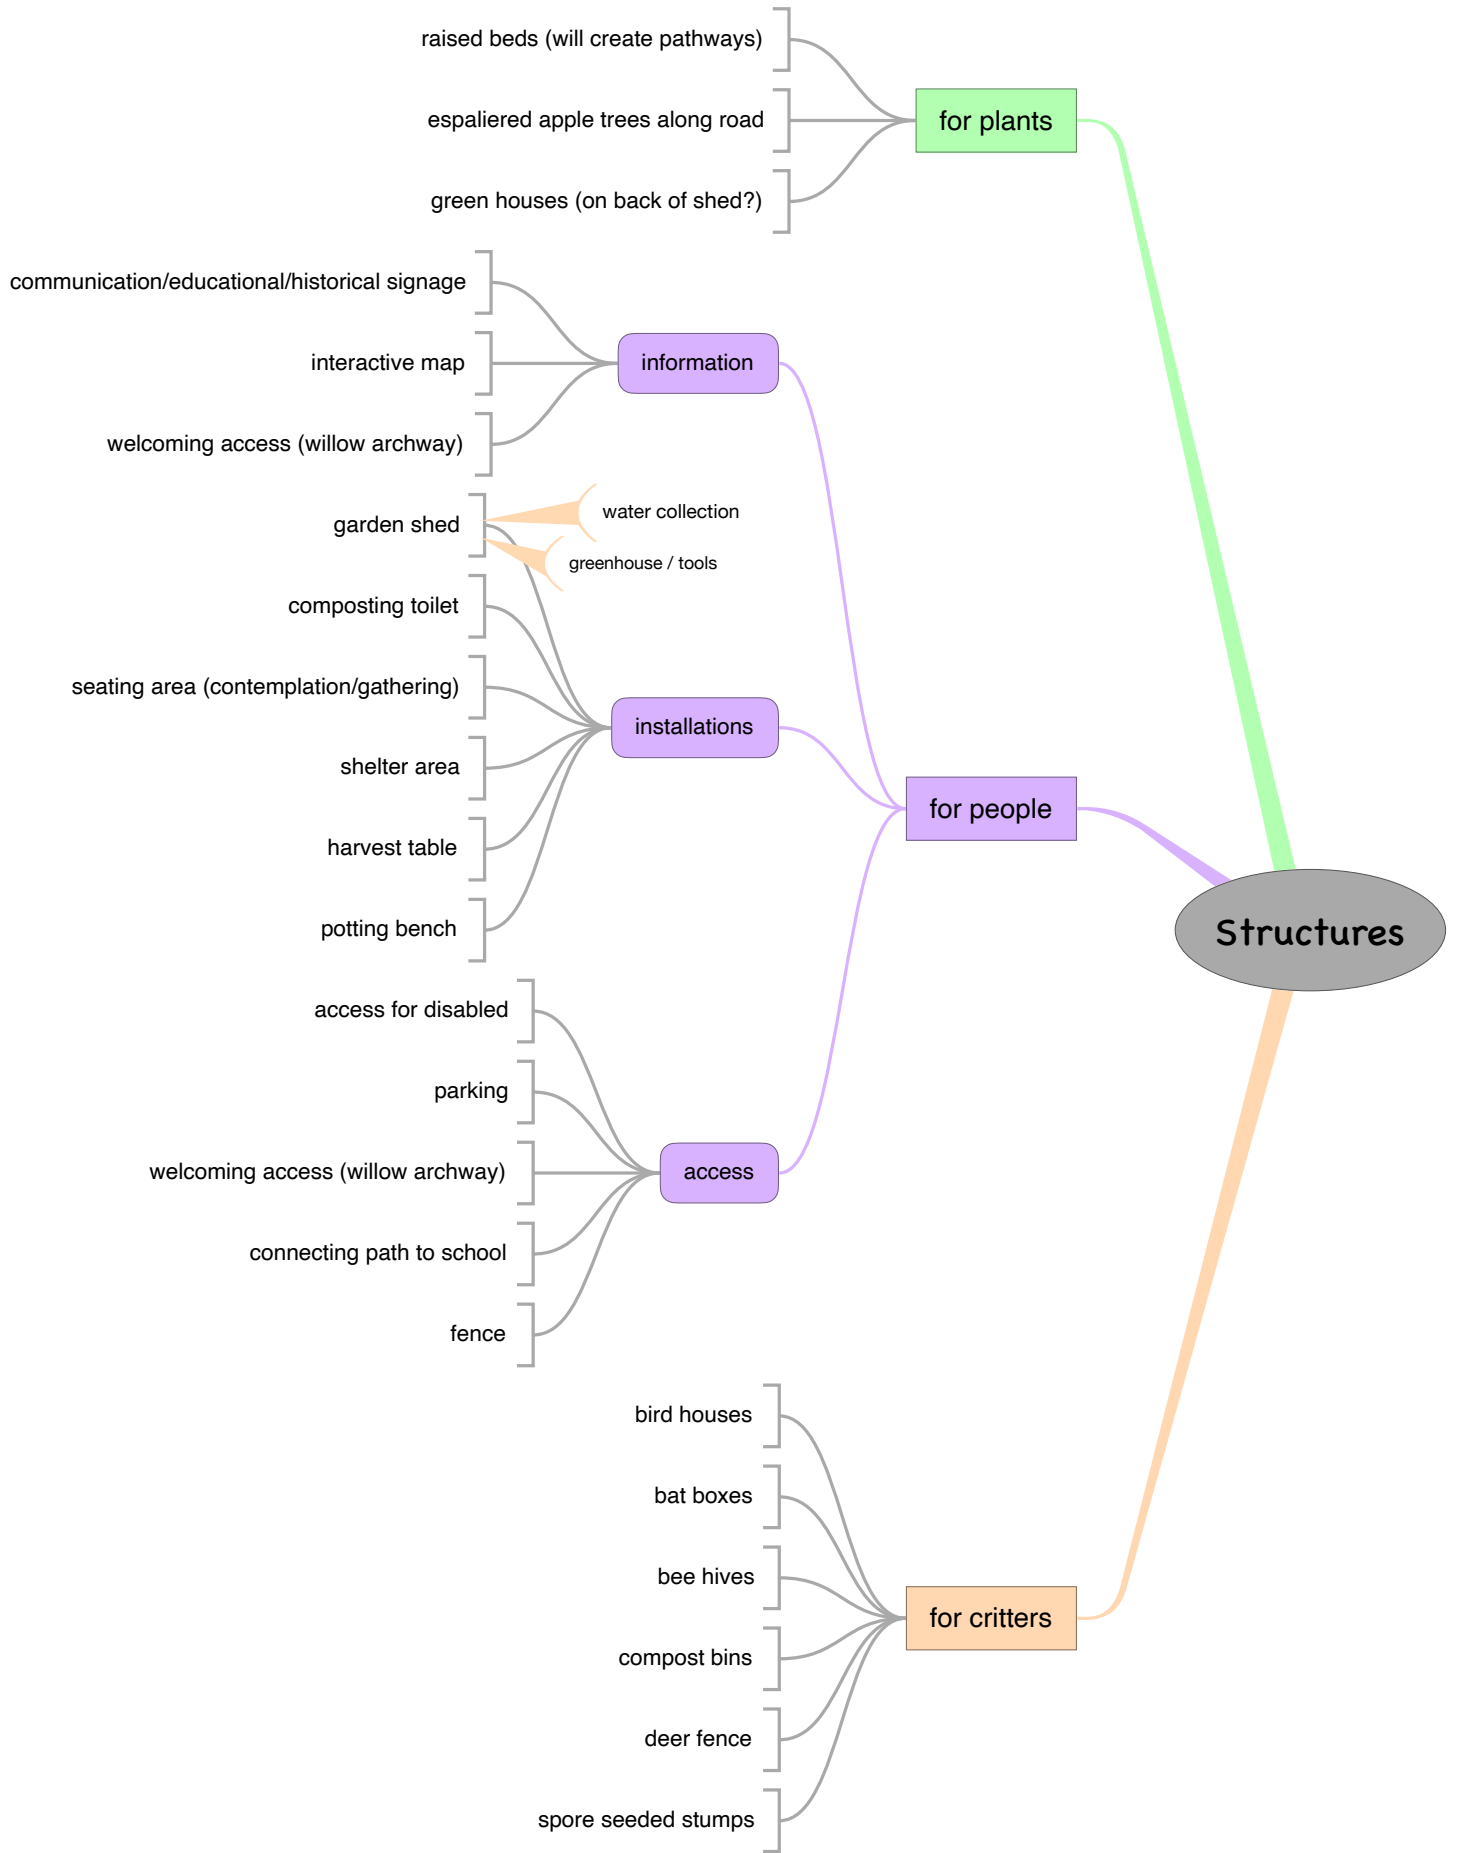 raised beds (will create pathways)
espaliered apple trees along road
green houses (on back of shed?)
for plants
communication/educational/historical signage
interactive map
welcoming access (willow archway)
information
garden shed
water collection
greenhouse / tools
composting toilet
seating area (contemplation/gathering)
shelter area
harvest table
potting bench
installations
for people
Structures
access for disabled
parking
welcoming access (willow archway)
connecting path to school
fence
access
bird houses
bat boxes
bee hives
compost bins
deer fence
spore seeded stumps
for critters